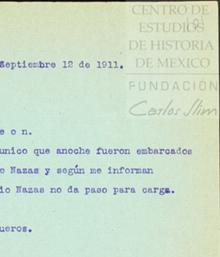 CENTRO DE
ESTUDIOS
DE HISTORIA
DE MEXICO
FUNDACIÓN
Carlos Slim
Septiembre 12 de 1911.
e o n.
unico que anoche fueron embarcados
o Nazas y según me informan
io Nazas no da paso para carga.
ueros.